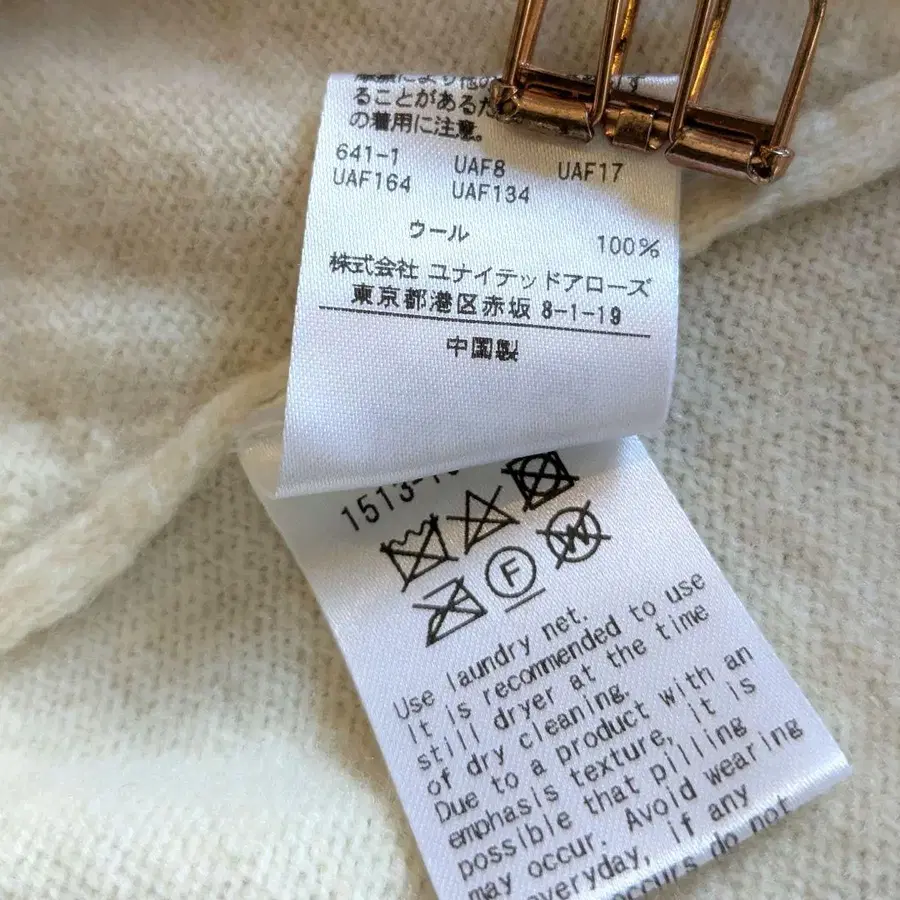 ることがあるた
の着用に注意。
641-1 UAF8 UAF17
UAF164 UAF134
ウール 100%
株式会社 ユナイテッドアローズ
東京都港区赤坂 8-1-19
中国製
F
W
Use laundry net.
It is recommended to use
still dryer at the time
of dry cleaning.
Due to a product with an
emphasis texture, it is
possible that pilling
may occur. Avoid wearing
everyday, if any
occurs do not